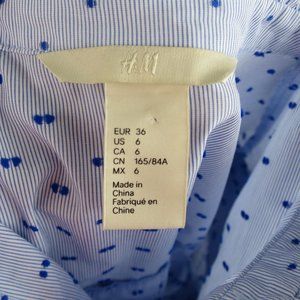 H&M
EUR 36
US 6
CA 6
CN 165/84A
MX 6
Made in
China
Fabriqué en
Chine